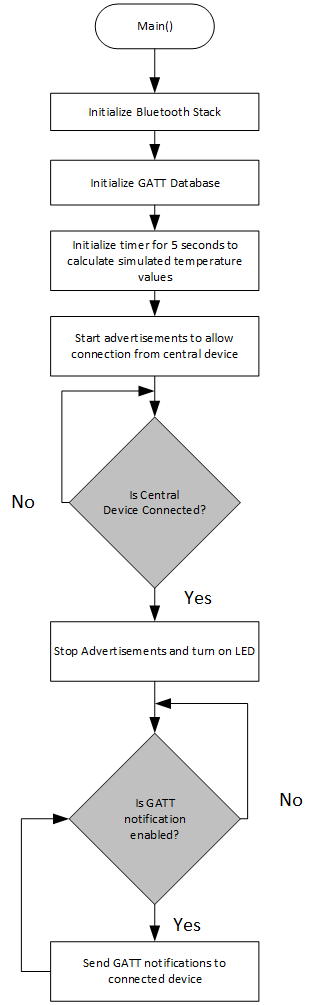 Main()
Initialize Bluetooth Stack
Initialize GATT Database
Initialize timer for 5 seconds to
calculate simulated temperature
values
Start advertisements to allow
connection from central device
Is Central
Device Connected?
No
Yes
Stop Advertisements and turn on LED
Is GATT
notification
enabled?
No
Yes
Send GATT notifications to
connected device